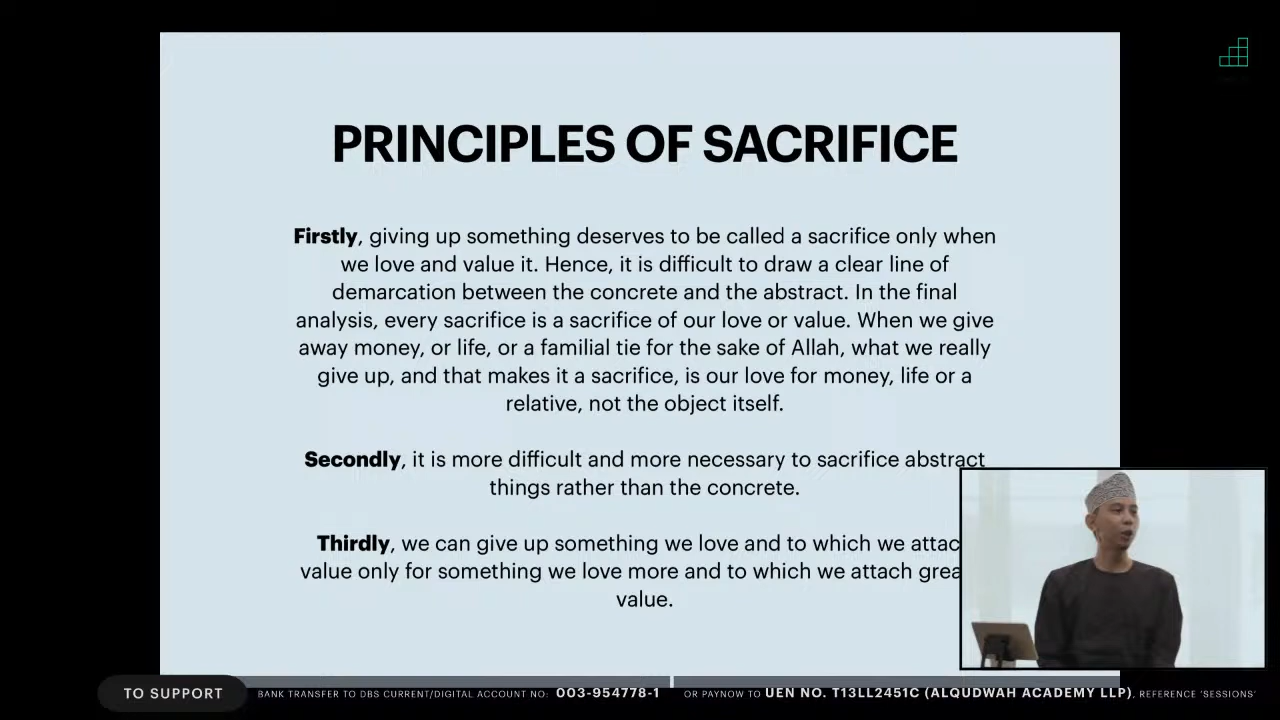 PRINCIPLES OF SACRIFICE
Firstly, giving up something deserves to be called a sacrifice only when
we love and value it. Hence, it is difficult to draw a clear line of
demarcation between the concrete and the abstract. In the final
analysis, every sacrifice is a sacrifice of our love or value. When we give
away money, or life, or a familial tie for the sake of Allah, what we really
give up, and that makes it a sacrifice, is our love for money, life or a
relative, not the object itself.
Secondly, it is more difficult and more necessary to sacrifice abstract
things rather than the concrete.
Thirdly, we can give up something we love and to which we
value only for something we love more and to which we attach
value.
TO SUPPORT
BANK TRANSFER TO DBS CURRENT/DIGITAL ACCOUNT NO: 003-954778-1 OR PAYNOW TO UEN NO. T13LL2451C (ALQUDWAH ACADEMY LLP), REFERENCE 'SESSIONS'